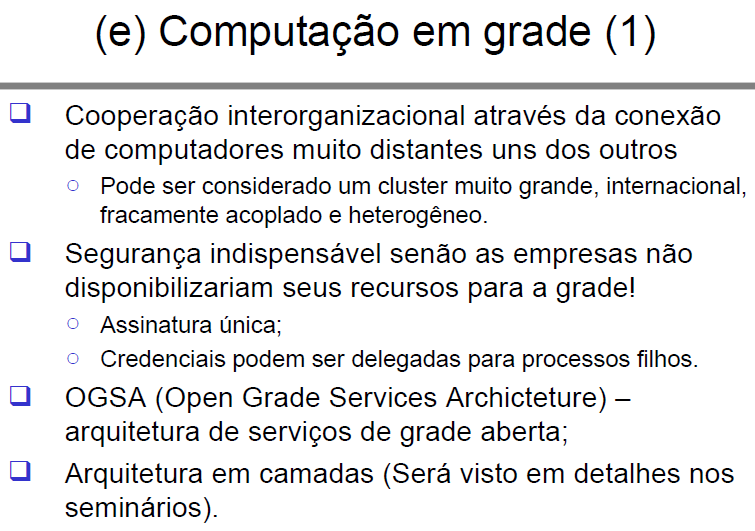 (e) Computação em grade (1)
Cooperação interorganizacional através da conexão
de computadores muito distantes uns dos outros
Pode ser considerado um cluster muito grande, internacional,
fracamente acoplado e heterogêneo.
Segurança indispensável senão as empresas não
disponibilizariam seus recursos para a grade!
Assinatura única;
Credenciais podem ser delegadas para processos filhos.
OGSA (Open Grade Services Archicteture) –
arquitetura de serviços de grade aberta;
Arquitetura em camadas (Será visto em detalhes nos
seminários).